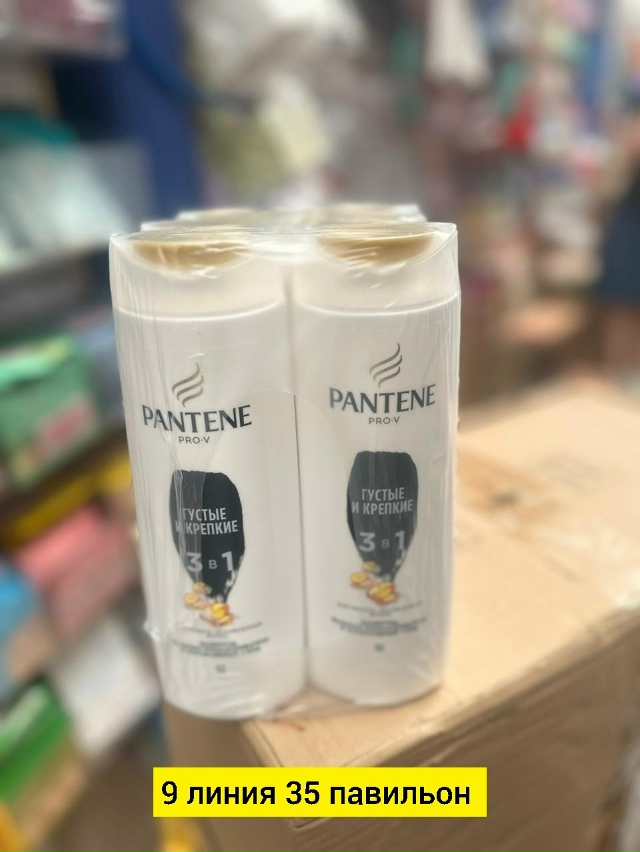 PANTENE
PRO-V
ГУСТЫЕ
И КРЕПКИЕ
3 В 1
PANTENE
PRO-V
ГУСТЫЕ
И КРЕПКИЕ
3 В 1
9 линия 35 павильон